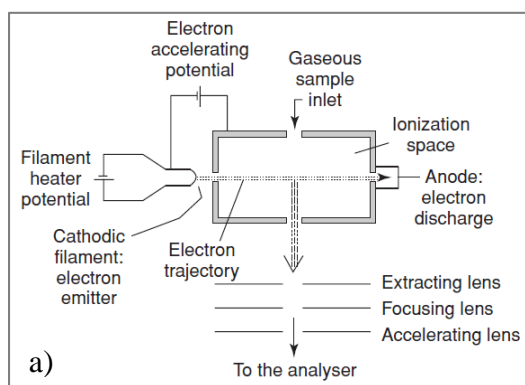 Electron
accelerating
potential
Gaseous
sample
inlet
Ionization
space
Filament
heater
potential
Anode:
electron
discharge
Cathodic
filament:
electron
emitter
Electron
trajectory
Extracting lens
Focusing lens
Accelerating lens
a)
To the analyser